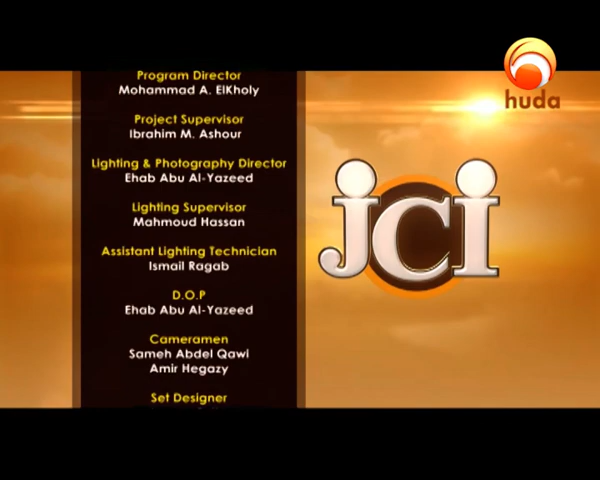 huda
Program Director
Mohammad A. ElKholy
Project Supervisor
Ibrahim M. Ashour
Lighting & Photography Director
Ehab Abu Al-Yazeed
Lighting Supervisor
Mahmoud Hassan
Assistant Lighting Technician
Ismail Ragab
D.O.P
Ehab Abu Al-Yazeed
Cameramen
Sameh Abdel Qawi
Amir Hegazy
Set Designer
jci